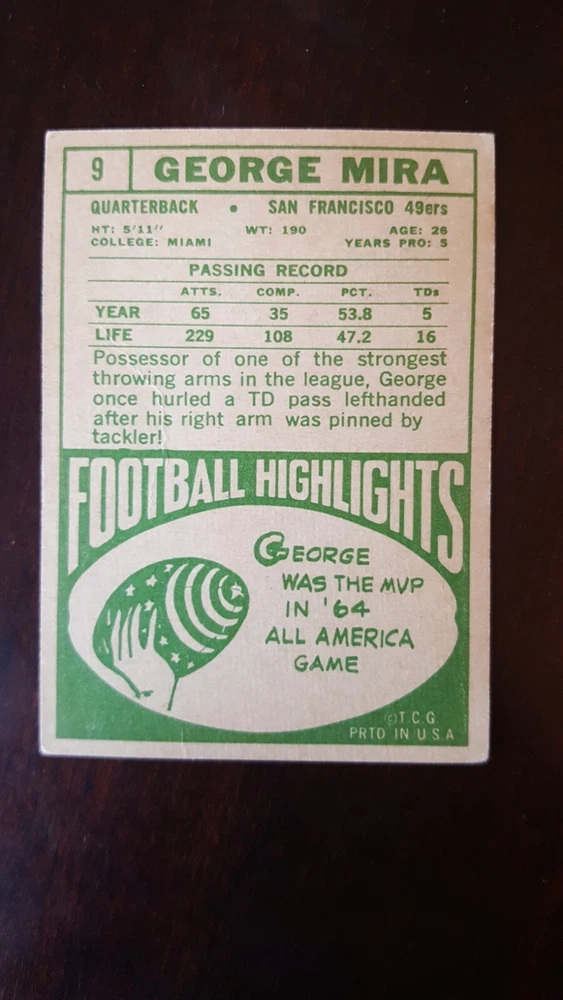 9 GEORGE MIRA
QUARTERBACK • SAN FRANCISCO 49ers
HT: 5'11" WT: 190 AGE: 26
COLLEGE: MIAMI YEARS PRO: 5
PASSING RECORD
ATTS. COMP. PCT. TDs
YEAR 65 35 53.8 5
LIFE 229 108 47.2 16
Possessor of one of the strongest
throwing arms in the league, George
once hurled a TD pass lefthanded
after his right arm was pinned by
tackler!
FOOTBALL HIGHLIGHTS
GEORGE
WAS THE MVP
IN '64
ALL AMERICA
GAME
©T.C.G.
PRTD IN U.S.A